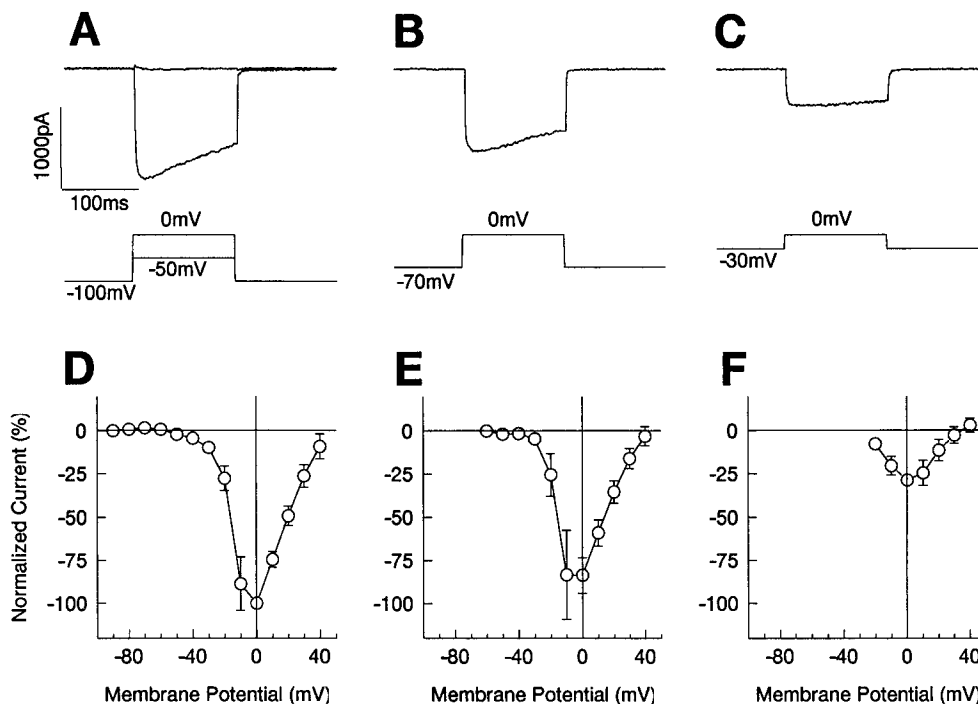 A
B
C
1000pA
100ms
0mV
-50mV
-100mV
0mV
-70mV
0mV
-30mV
D
E
F
Normalized Current (%)
0
-25
-50
-75
-100
0
-25
-50
-75
-100
0
-25
-50
-75
-100
-80 -40 0 40
-80 -40 0 40
-80 -40 0 40
Membrane Potential (mV)
Membrane Potential (mV)
Membrane Potential (mV)